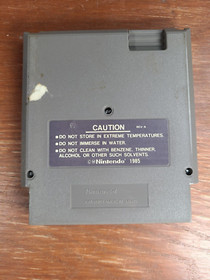 CAUTION
REV-A
• DO NOT STORE IN EXTREME TEMPERATURES.
• DO NOT IMMERSE IN WATER.
• DO NOT CLEAN WITH BENZENE, THINNER,
ALCOHOL OR OTHER SUCH SOLVENTS.
Nintendo 1985